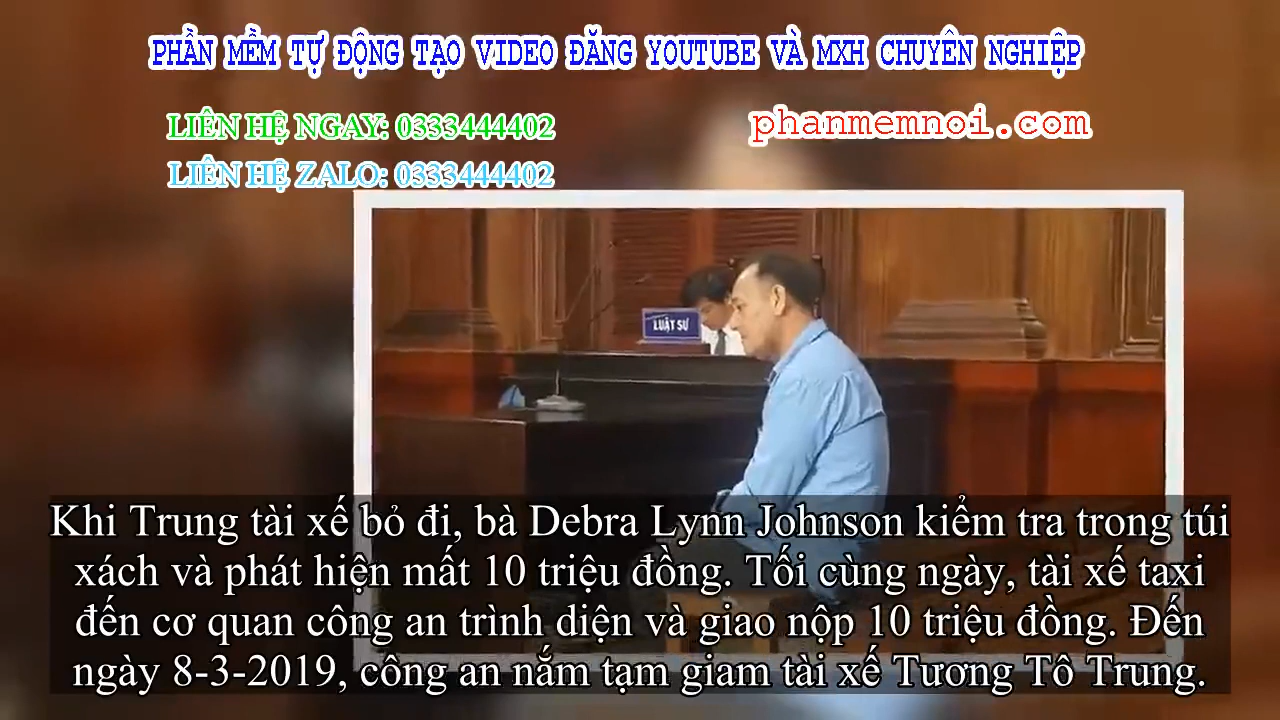 PHẦN MỀM TỰ ĐỘNG TẠO VIDEO ĐĂNG YOUTUBE VÀ MXH CHUYÊN NGHIỆP
LIÊN HỆ NGAY: 0333444402
phanmemnoi.com
LIÊN HỆ ZALO: 0333444402
LUẬT SƯ
Khi Trung tài xế bỏ đi, bà Debra Lynn Johnson kiểm tra trong túi
xách và phát hiện mất 10 triệu đồng. Tối cùng ngày, tài xế taxi
đến cơ quan công an trình diện và giao nộp 10 triệu đồng. Đến
ngày 8-3-2019, công an nắm tạm giam tài xế Tương Tô Trung.